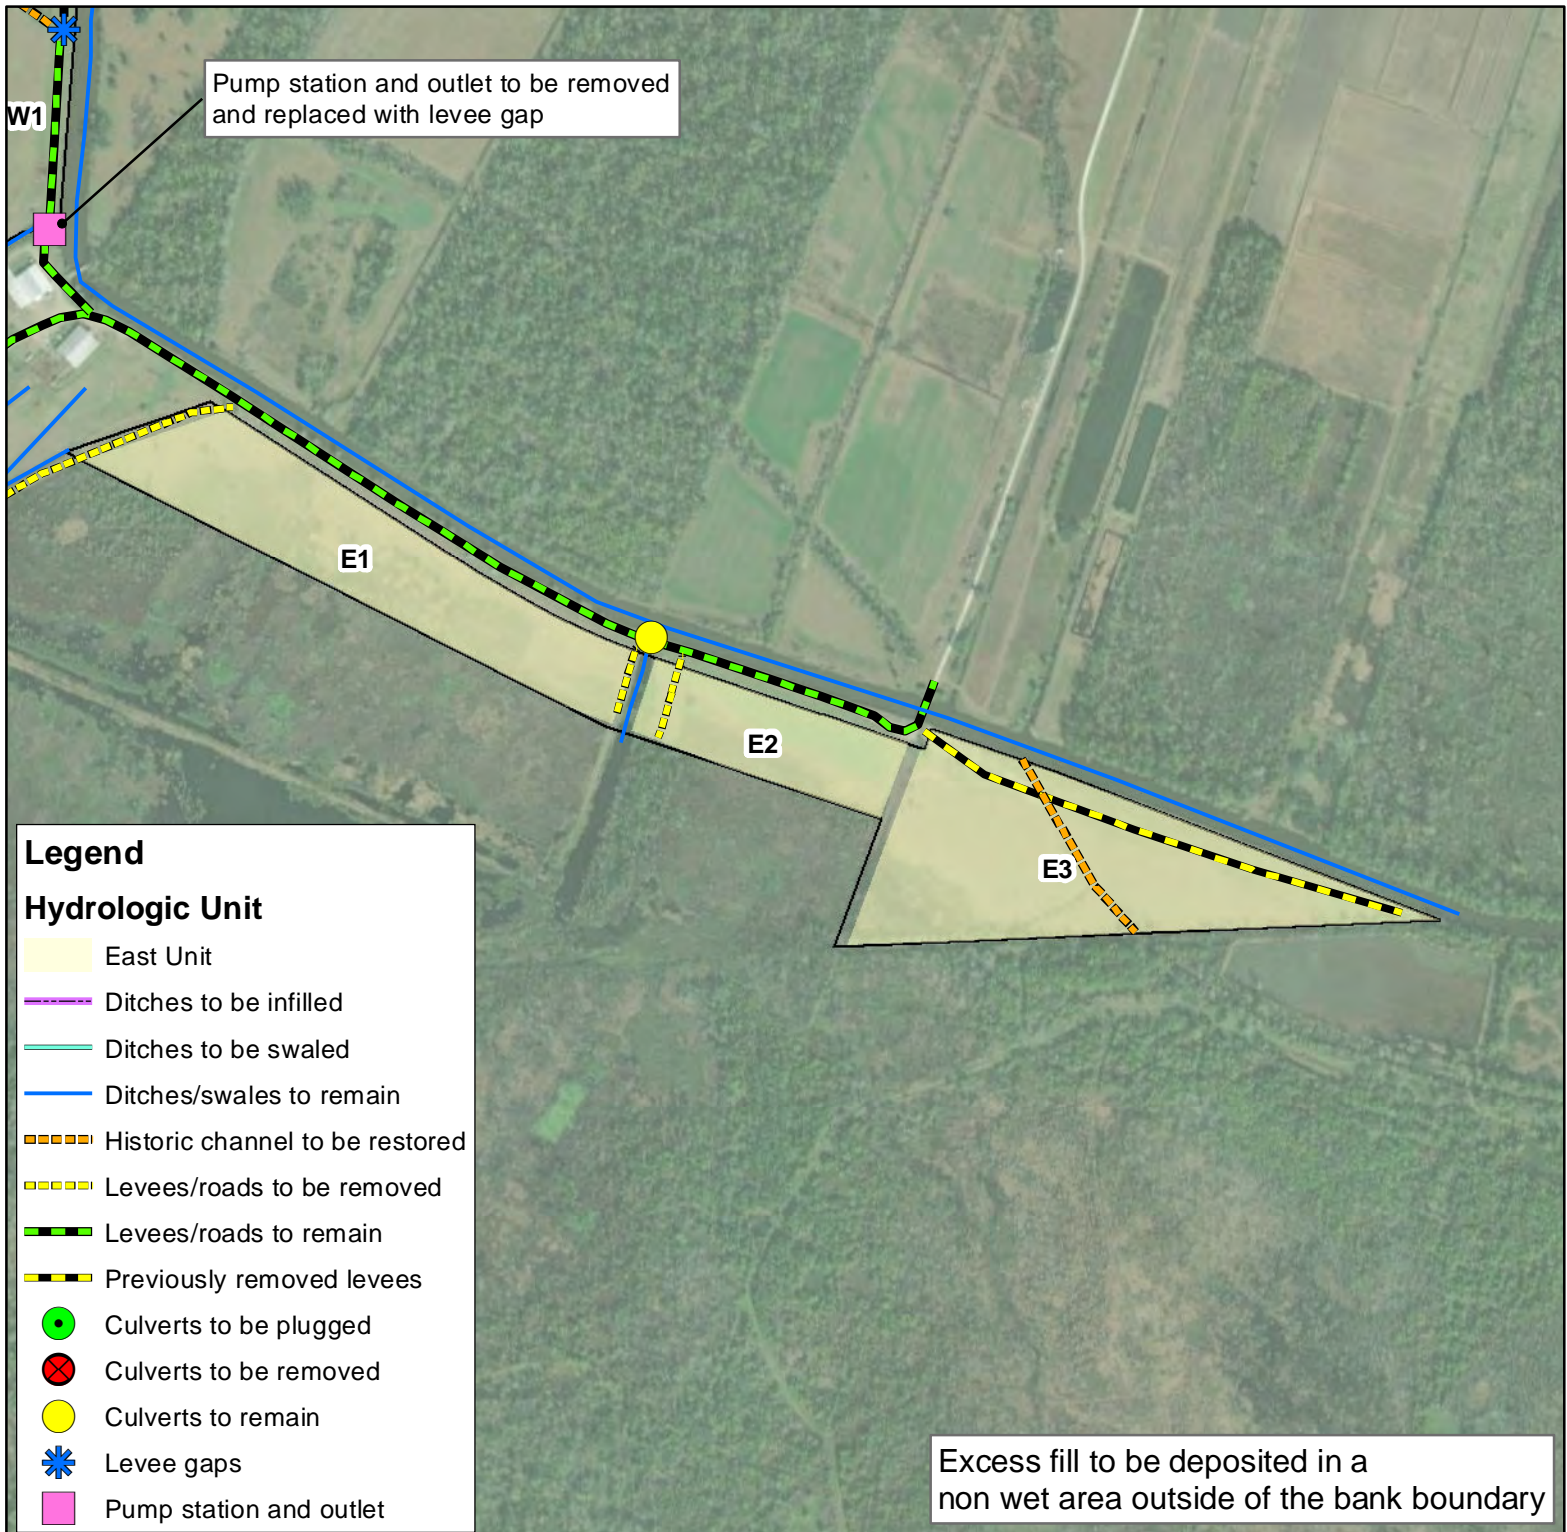 Pump station and outlet to be removed
and replaced with levee gap
W1
E1
E2
E3
Legend
Hydrologic Unit
East Unit
Ditches to be infilled
Ditches to be swaled
Ditches/swales to remain
Historic channel to be restored
Levees/roads to be removed
Levees/roads to remain
Previously removed levees
Culverts to be plugged
Culverts to be removed
Culverts to remain
Levee gaps
Pump station and outlet
Excess fill to be deposited in a
non wet area outside of the bank boundary